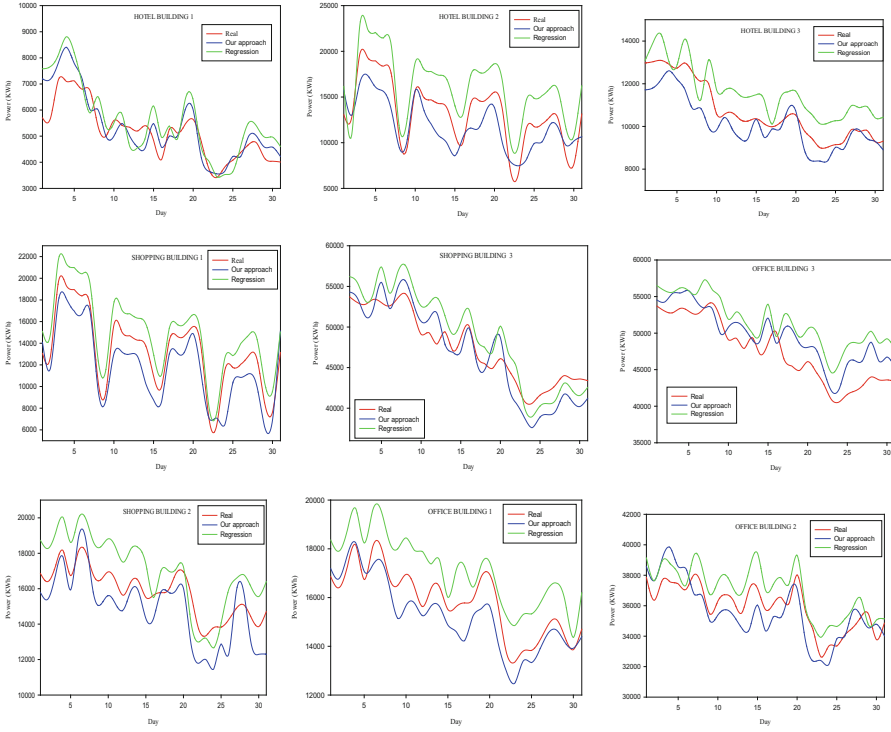 HOTEL BUILDING 1
Real
Our approach
Regression
10000
9000
8000
7000
6000
5000
4000
3000
Power (KWh)
5 10 15 20 25 30
Day
HOTEL BUILDING 2
Real
Our approach
Regression
25000
20000
15000
10000
5000
Power (KWh)
5 10 15 20 25 30
Day
HOTEL BUILDING 3
Real
Our approach
Regression
14000
12000
10000
8000
Power (KWh)
5 10 15 20 25 30
Day
SHOPPING BUILDING 1
Real
Our approach
Regression
22000
20000
18000
16000
14000
12000
10000
8000
6000
Power (KWh)
5 10 15 20 25 30
Day
SHOPPING BUILDING 3
60000
55000
50000
45000
40000
Power (KWh)
Real
Our approach
Regression
5 10 15 20 25 30
Day
OFFICE BUILDING 3
60000
55000
50000
45000
40000
35000
Power (KWh)
Real
Our approach
Regression
5 10 15 20 25 30
Day
SHOPPING BUILDING 2
Real
Our approach
Regression
20000
18000
16000
14000
12000
10000
Power (KWh)
5 10 15 20 25 30
Day
OFFICE BUILDING 1
Real
Our approach
Regression
20000
18000
16000
14000
12000
Power (KWh)
5 10 15 20 25 30
Day
OFFICE BUILDING 2
Real
Our approach
Regression
42000
40000
38000
36000
34000
32000
30000
Power (KWh)
5 10 15 20 25 30
Day